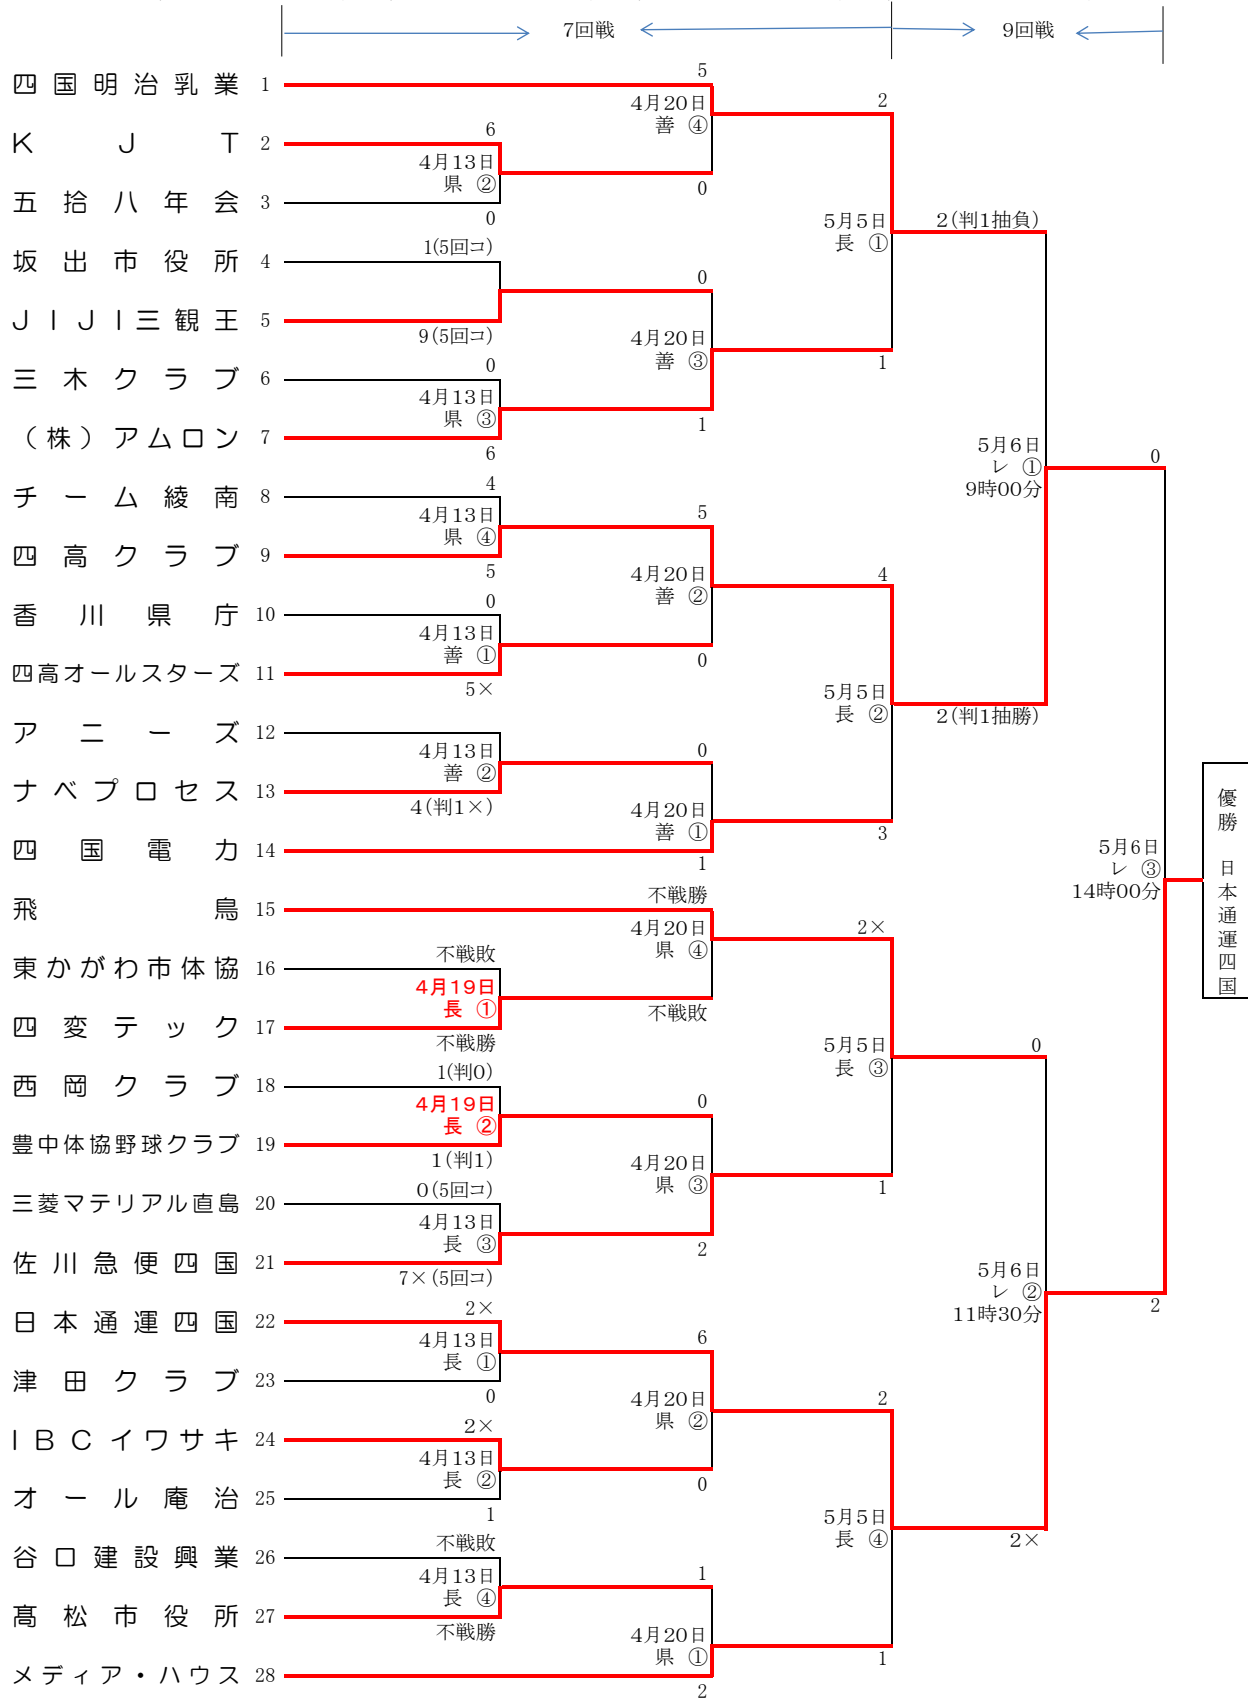 7回戦
9回戦
四国明治乳業 1
5
4月20日
善 ④
2
KJT 2
6
4月13日
県 ②
0
五拾八年会 3
0
5月5日
長 ①
2(判1抽負)
坂出市役所 4
1(5回コ)
0
JIJI三観王 5
9(5回コ)
4月20日
善 ③
1
三木クラブ 6
0
4月13日
県 ③
1
(株)アムロン 7
6
5月6日
レ ①
9時00分
0
チーム綾南 8
4
4月13日
県 ④
5
四高クラブ 9
5
4月20日
善 ②
4
香川県庁 10
0
4月13日
善 ①
0
四高オールスターズ 11
5×
5月5日
長 ②
2(判1抽勝)
アニーズ 12
4月13日
善 ②
0
ナベプロセス 13
4(判1×)
4月20日
善 ①
3
四国電力 14
1
5月6日
レ ③
14時00分
優勝 日本通運四国
飛鳥 15
不戦勝
4月20日
県 ④
2×
東かがわ市体協 16
不戦敗
4月19日
長 ①
不戦敗
四変テック 17
不戦勝
5月5日
長 ③
0
西岡クラブ 18
1(判0)
4月19日
長 ②
0
豊中体協野球クラブ 19
1(判1)
4月20日
県 ③
1
三菱マテリアル直島 20
0(5回コ)
4月13日
長 ③
2
佐川急便四国 21
7×(5回コ)
5月6日
レ ②
11時30分
2
日本通運四国 22
2×
4月13日
長 ①
6
津田クラブ 23
0
4月20日
県 ②
2
IBCイワサキ 24
2×
4月13日
長 ②
0
オール庵治 25
1
5月5日
長 ④
2×
谷口建設興業 26
不戦敗
4月13日
長 ④
1
髙松市役所 27
不戦勝
4月20日
県 ①
1
メディア・ハウス 28
2